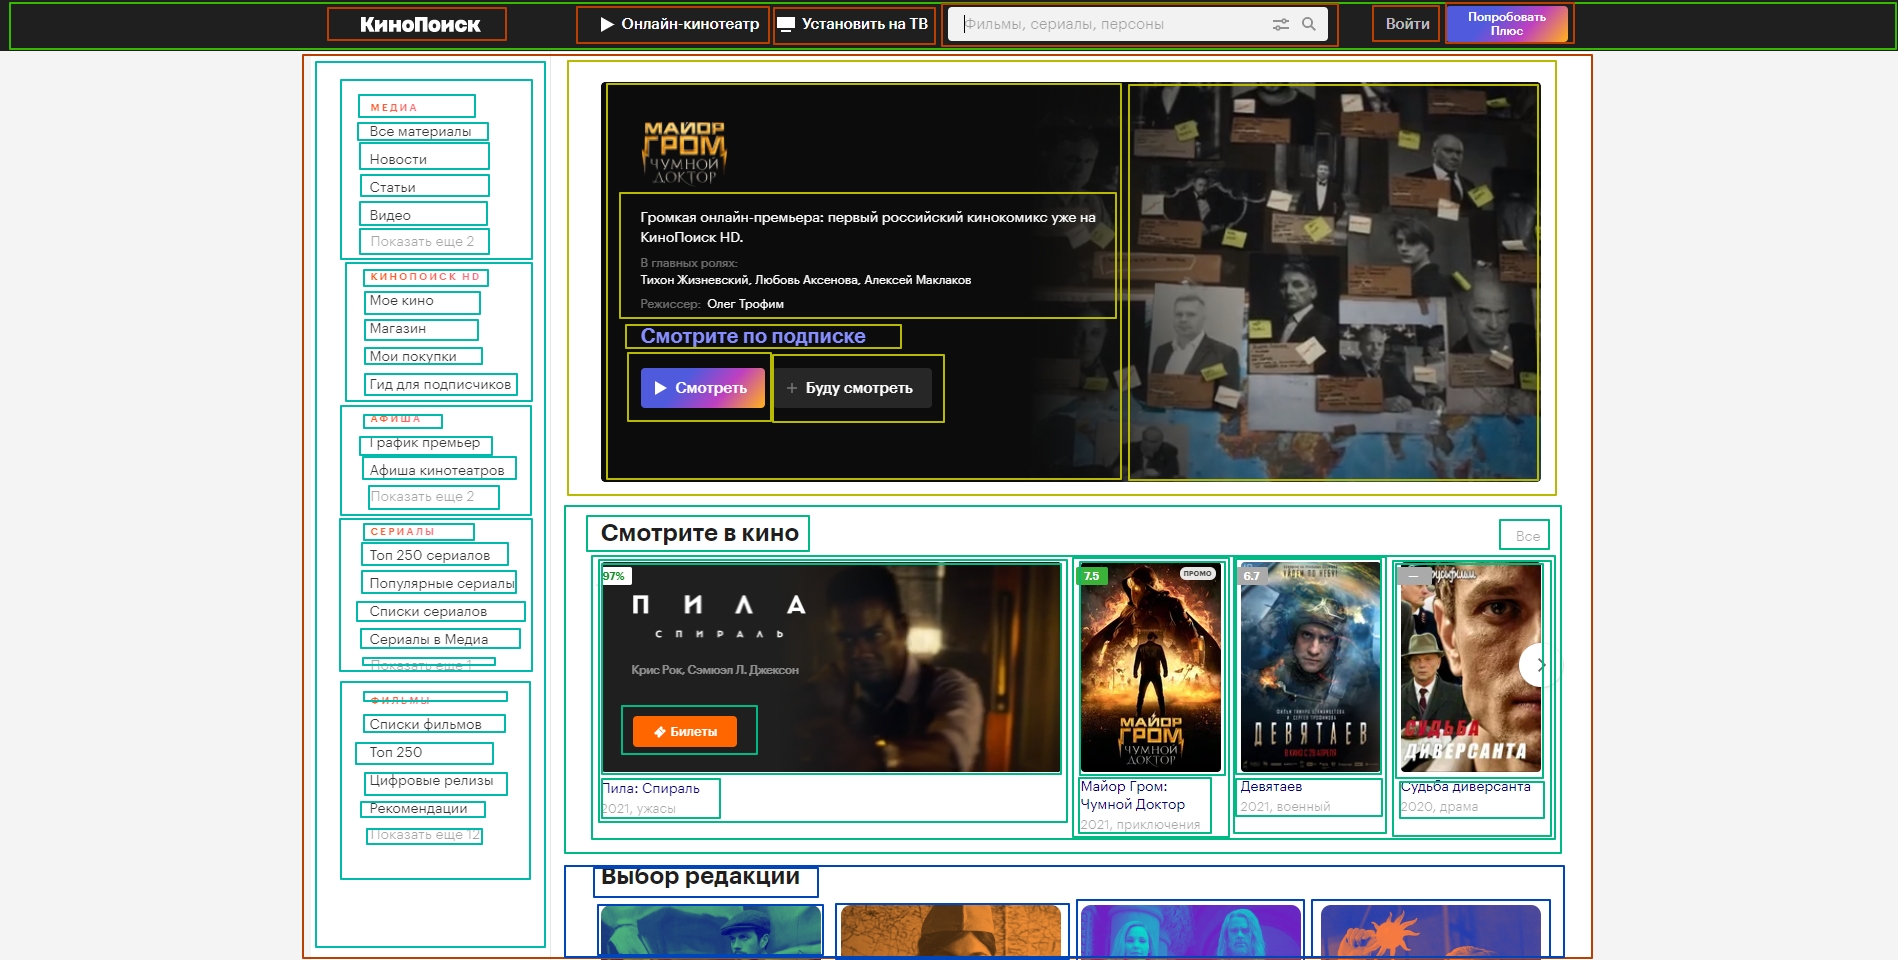 КиноПоиск
Онлайн-кинотеатр
Установить на ТВ
Фильмы, сериалы, персоны
Войти
Попробовать
Плюс
МЕДИА
Все материалы
Новости
Статьи
Видео
Показать еще 2
КИНОПОИСК HD
Мое кино
Магазин
Мои покупки
Гид для подписчиков
АФИША
График премьер
Афиша кинотеатров
Показать еще 2
СЕРИАЛЫ
Топ 250 сериалов
Популярные сериалы
Списки сериалов
Сериалы в Медиа
Показать еще 1
ФИЛЬМЫ
Списки фильмов
Топ 250
Цифровые релизы
Рекомендации
Показать еще 12
МАЙОР
ГРОМ
ЧУМНОЙ
ДОКТОР
Громкая онлайн-премьера: первый российский кинокомикс уже на
КиноПоиск HD.
В главных ролях:
Тихон Жизневский, Любовь Аксенова, Алексей Маклаков
Режиссер: Олег Трофим
Смотрите по подписке
Смотреть
+ Буду смотреть
Смотрите в кино
Все
97%
ПИЛА
СПИРАЛЬ
Крис Рок, Сэмюэл Л. Джексон
Билеты
Пила: Спираль
2021, ужасы
7.5
ПРОМО
МАЙОР
ГРОМ
ЧУМНОЙ
ДОКТОР
Майор Гром:
Чумной Доктор
2021, приключения
6.7
ДЕВЯТАЕВ
В КИНО С 29 АПРЕЛЯ
Девятаев
2021, военный
—
СУДЬБА
ДИВЕРСАНТА
Судьба диверсанта
2020, драма
Выбор редакции